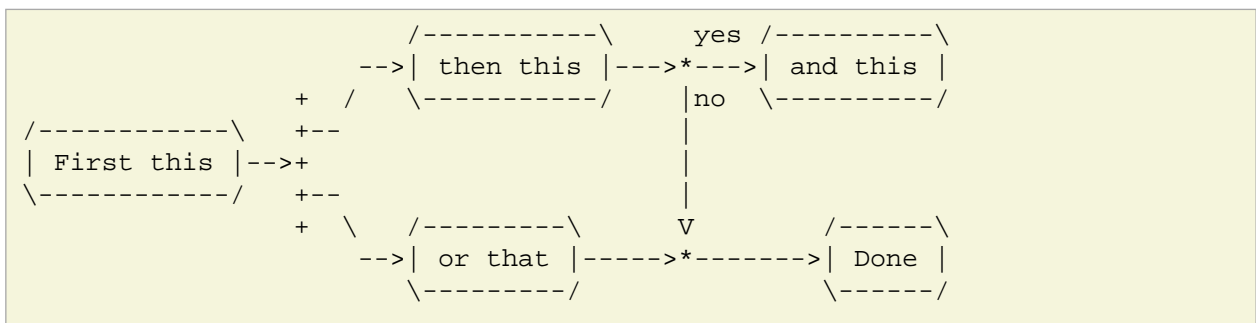 /-----------\     yes /----------\
                     -->| then this |--->*--->| and this |
                 +  /   \-----------/    |no  \----------/
/------------\   +--                     |
| First this |-->+                       |
\------------/   +--                     |
                 +  \   /---------\      V        /------\
                     -->| or that |----->*------->| Done |
                        \---------/               \------/